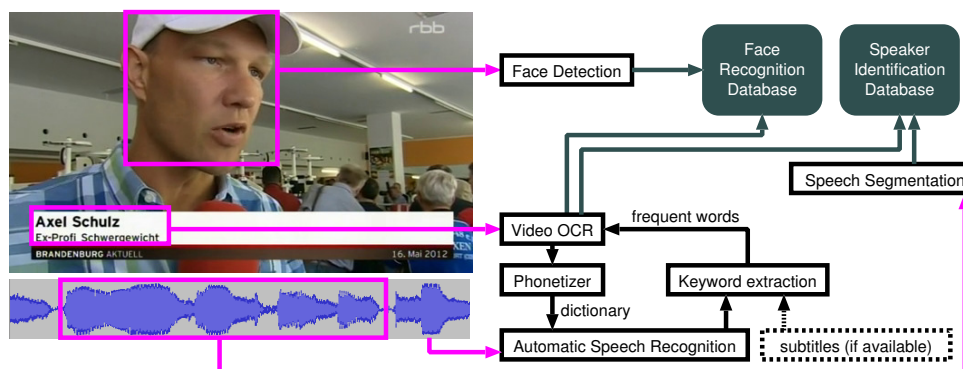 rbb
Axel Schulz
Ex-Profi Schwergewicht
BRANDENBURG AKTUELL
16. Mai 2012
Face Detection
Face
Recognition
Database
Speaker
Identification
Database
Speech Segmentation
Video OCR
frequent words
Phonetizer
Keyword extraction
dictionary
Automatic Speech Recognition
subtitles (if available)